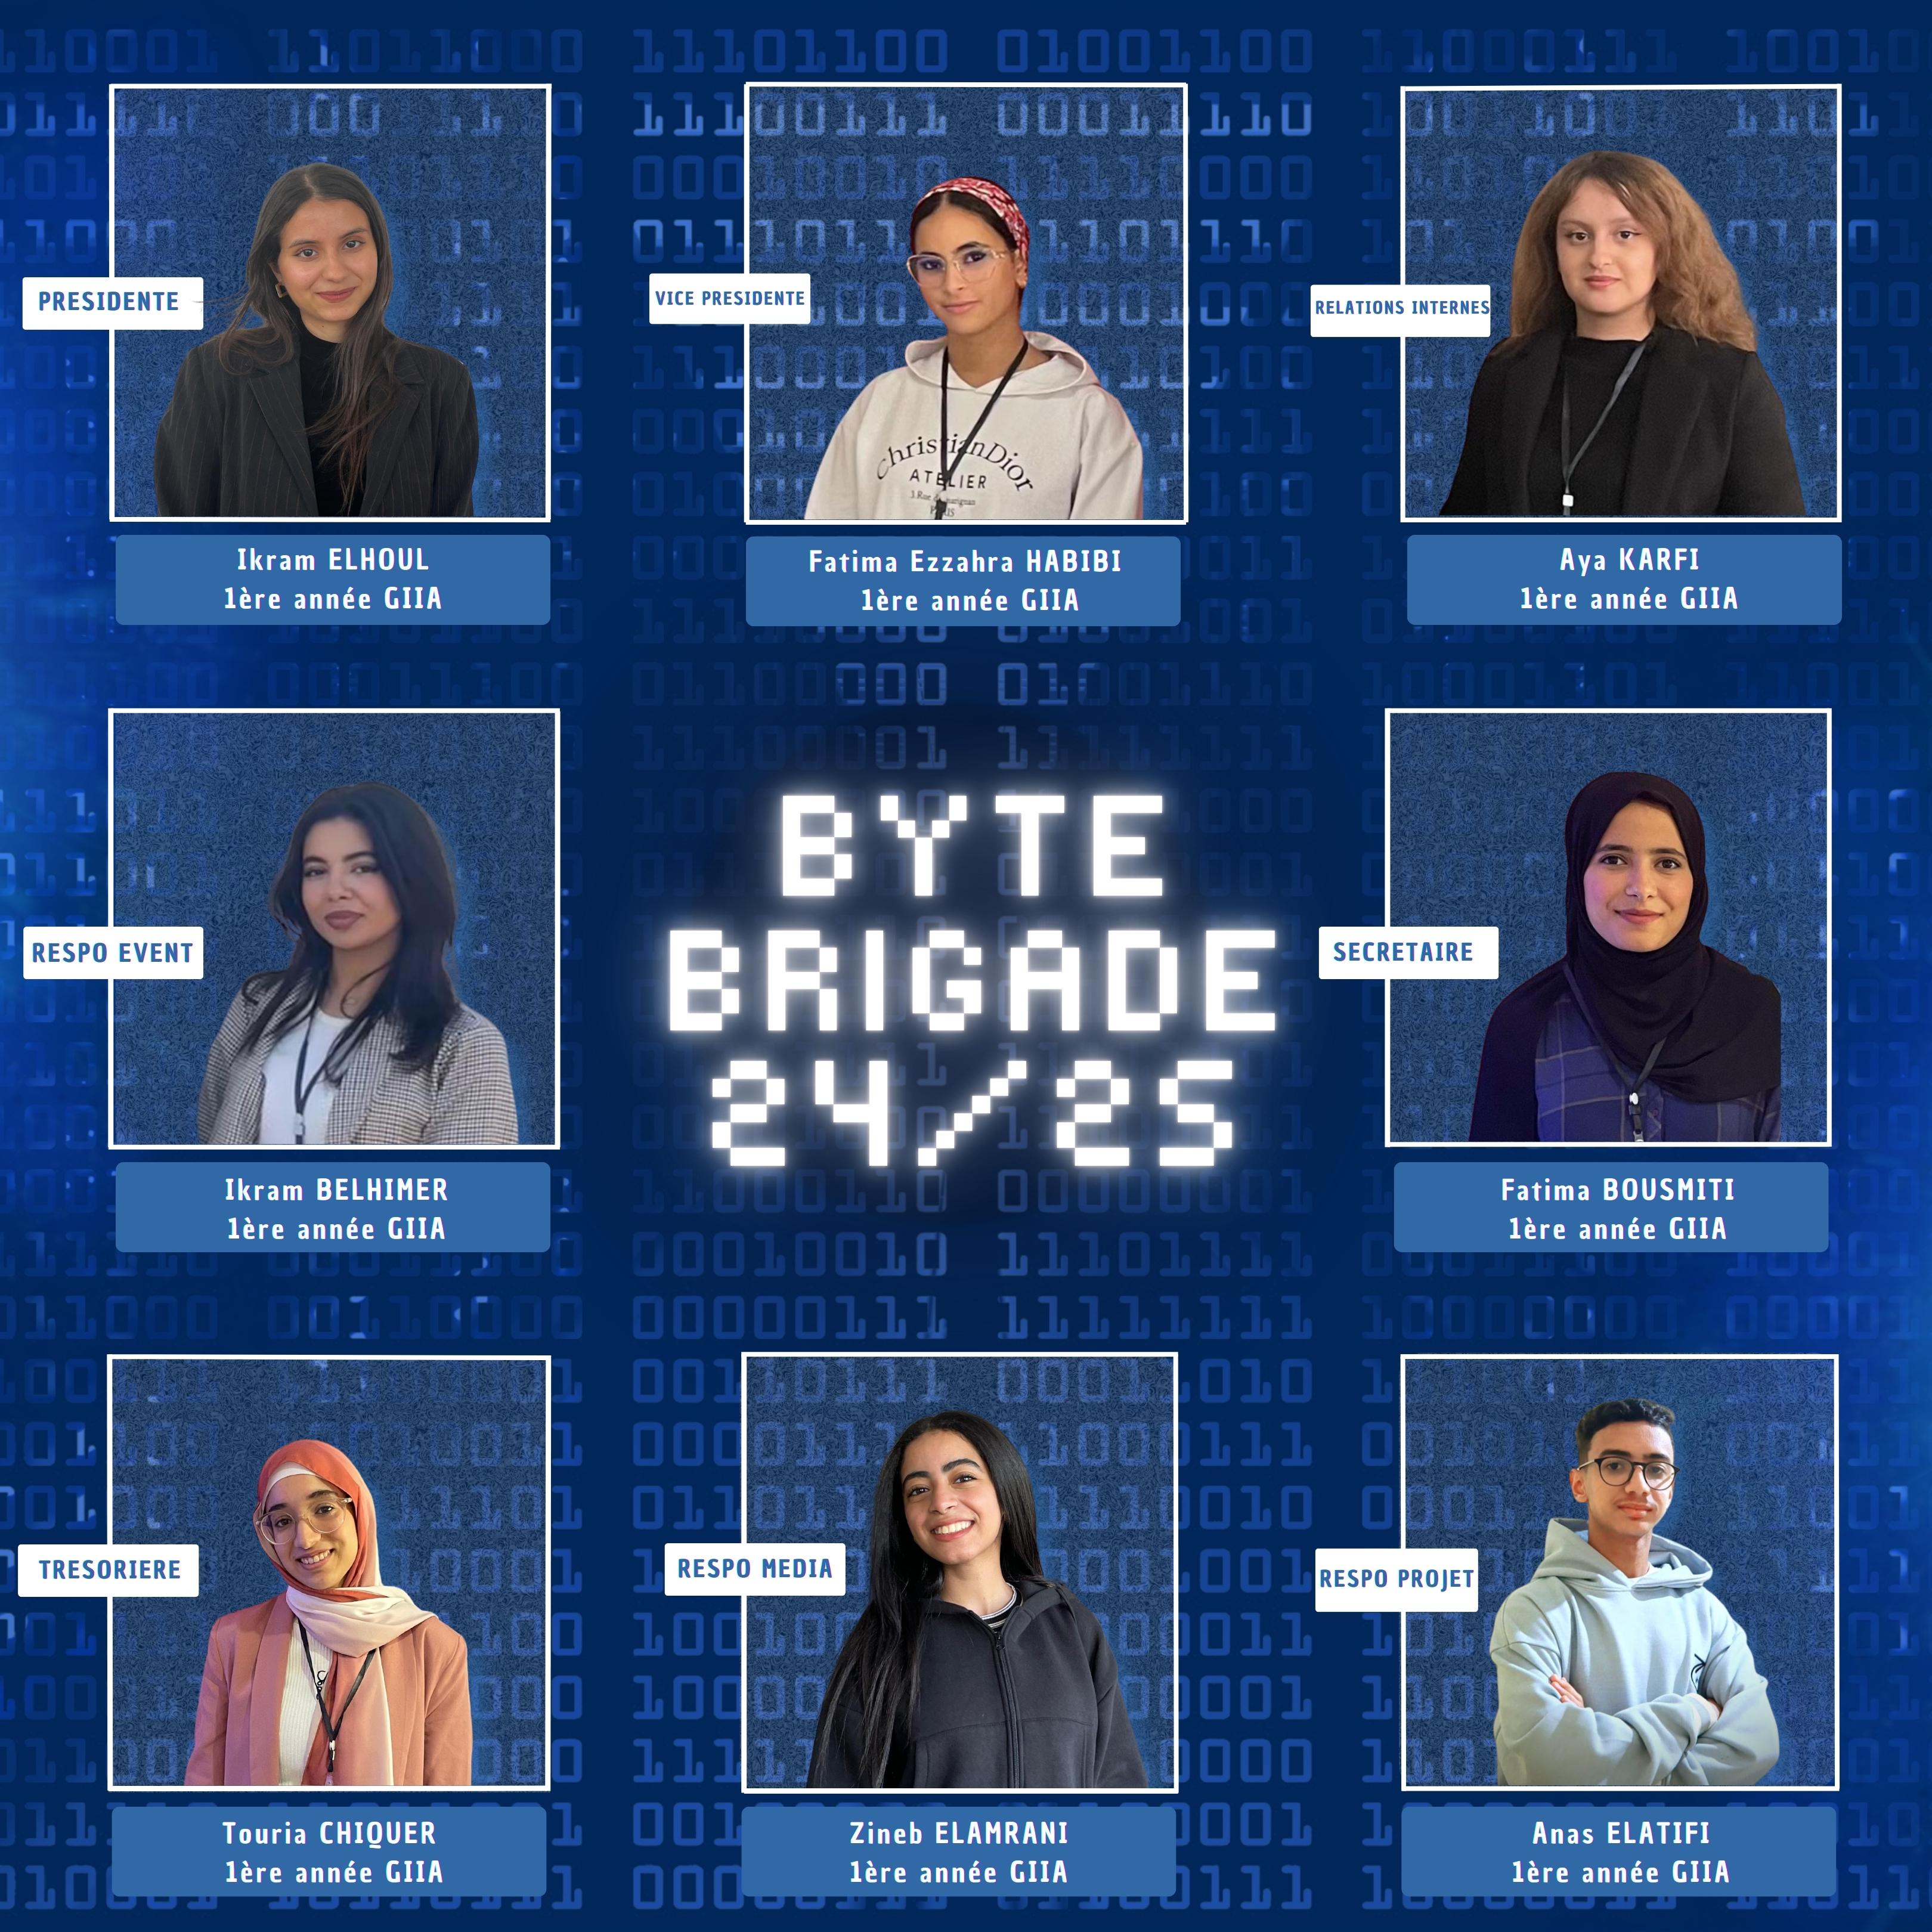 PRESIDENTE
Ikram ELHOUL
1ère année GIIA
VICE PRESIDENTE
ChristianDior
ATELIER
Fatima Ezzahra HABIBI
1ère année GIIA
RELATIONS INTERNES
Aya KARFI
1ère année GIIA
RESPO EVENT
Ikram BELHIMER
1ère année GIIA
BYTE
BRIGADE
24/25
SECRETAIRE
Fatima BOUSMITI
1ère année GIIA
TRESORIERE
Touria CHIQUER
1ère année GIIA
RESPO MEDIA
Zineb ELAMRANI
1ère année GIIA
RESPO PROJET
Anas ELATIFI
1ère année GIIA